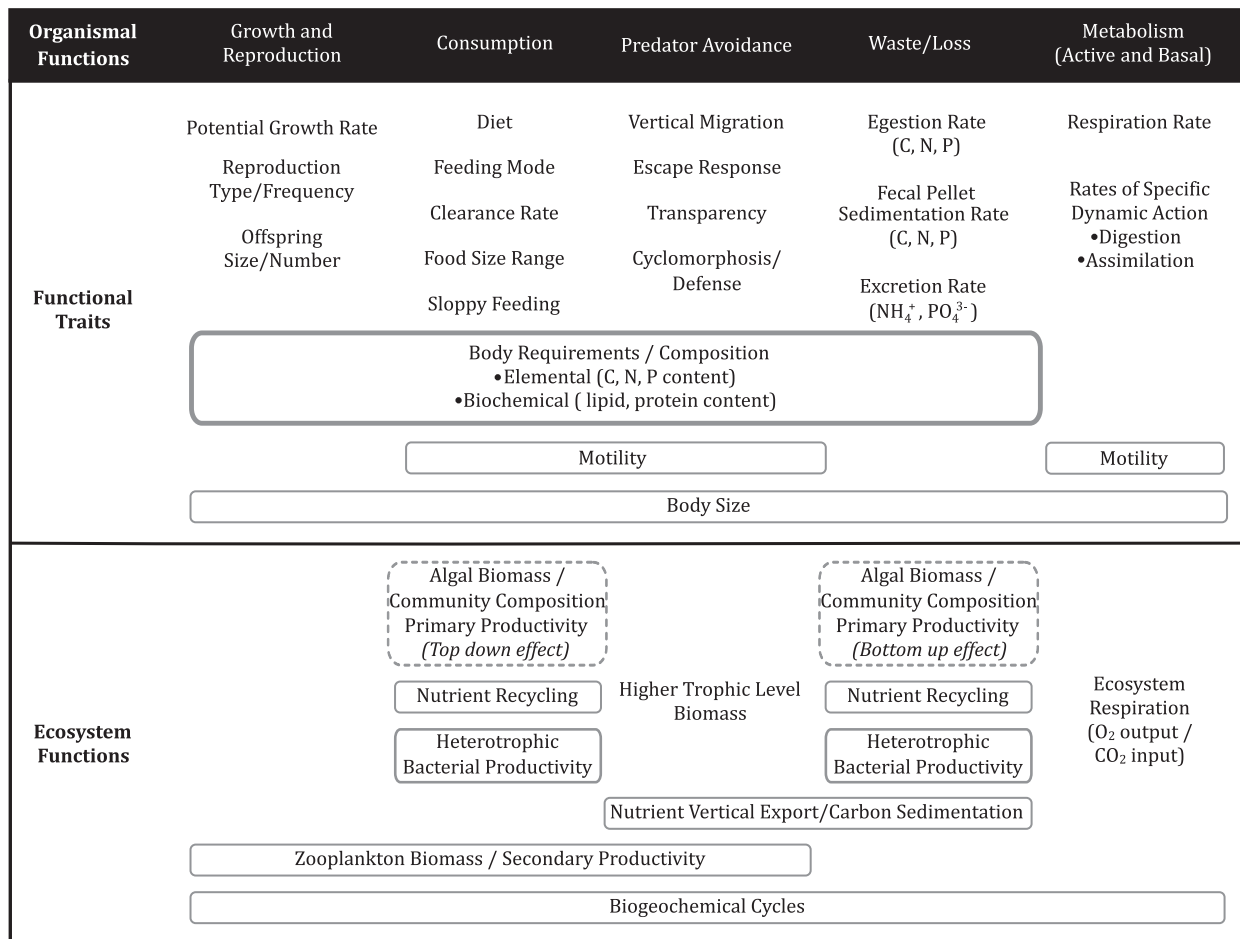 Organismal
Functions
Growth and
Reproduction
Consumption
Predator Avoidance
Waste/Loss
Metabolism
(Active and Basal)
Functional
Traits
Potential Growth Rate
Reproduction
Type/Frequency
Offspring
Size/Number
Diet
Feeding Mode
Clearance Rate
Food Size Range
Sloppy Feeding
Vertical Migration
Escape Response
Transparency
Cyclomorphosis/
Defense
Egestion Rate
(C, N, P)
Fecal Pellet
Sedimentation Rate
(C, N, P)
Excretion Rate
(NH₄⁺, PO₄³⁻)
Respiration Rate
Rates of Specific
Dynamic Action
•Digestion
•Assimilation
Body Requirements / Composition
•Elemental (C, N, P content)
•Biochemical ( lipid, protein content)
Motility
Motility
Body Size
Ecosystem
Functions
Algal Biomass /
Community Composition
Primary Productivity
(Top down effect)
Nutrient Recycling
Heterotrophic
Bacterial Productivity
Higher Trophic Level
Biomass
Algal Biomass /
Community Composition
Primary Productivity
(Bottom up effect)
Nutrient Recycling
Heterotrophic
Bacterial Productivity
Ecosystem
Respiration
(O₂ output /
CO₂ input)
Nutrient Vertical Export/Carbon Sedimentation
Zooplankton Biomass / Secondary Productivity
Biogeochemical Cycles